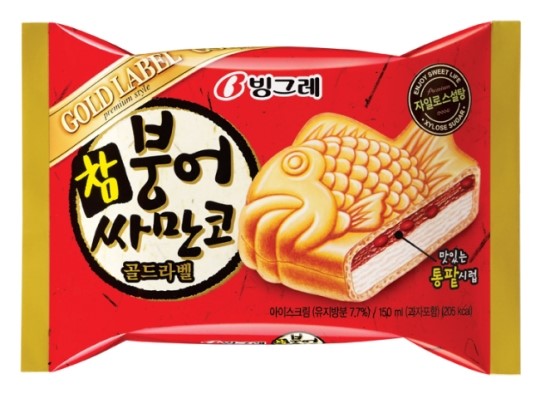 GOLD LABEL
premium style
빙그레
ENJOY SWEET LIFE
Premium
자일로스설탕
XYLOSE SUGAR
참
붕어
싸만코
골드라벨
맛있는
통팥시럽
아이스크림 (유지방분 7.7%) / 150 ml (과자포함) (206 kcal)